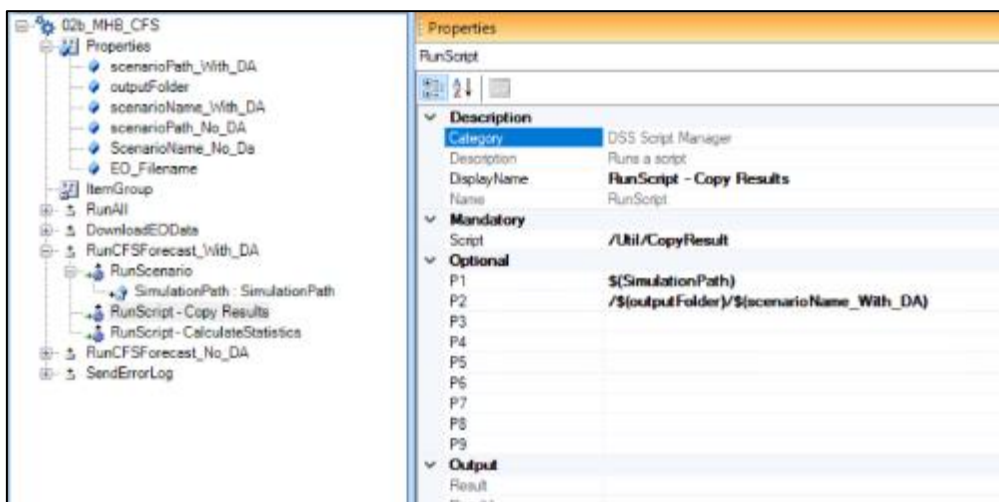 02b_MHB_CFS
Properties
scenarioPath_With_DA
outputFolder
scenarioName_With_DA
scenarioPath_No_DA
ScenarioName_No_Da
EO_Filename
ItemGroup
RunAll
DownloadEOData
RunCFSForecast_With_DA
RunScenario
SimulationPath : SimulationPath
RunScript - Copy Results
RunScript - CalculateStatistics
RunCFSForecast_No_DA
SendErrorLog
Properties
RunScript
Description
Category DSS Script Manager
Description Runs a script
DisplayName RunScript - Copy Results
Name RunScript
Mandatory
Script /Util/CopyResult
Optional
P1 $(SimulationPath)
P2 /$(outputFolder)/$(scenarioName_With_DA)
P3
P4
P5
P6
P7
P8
P9
Output
Result